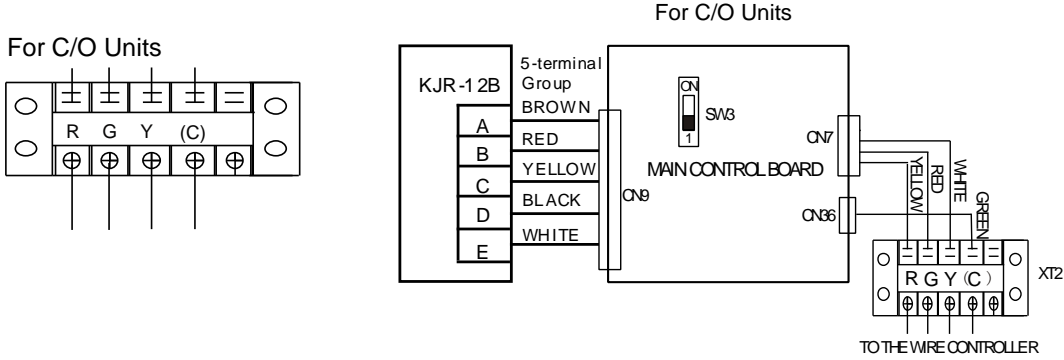 For C/O Units
R G Y (C)
For C/O Units
KJR-12B
5-terminal
Group
A
BROWN
B
RED
C
YELLOW
D
BLACK
E
WHITE
CN9
ON
1
SW3
MAIN CONTROL BOARD
CN7
CN36
YELLOW
RED
WHITE
GREEN
R G Y (C)
XT2
TO THE WIRE CONTROLLER